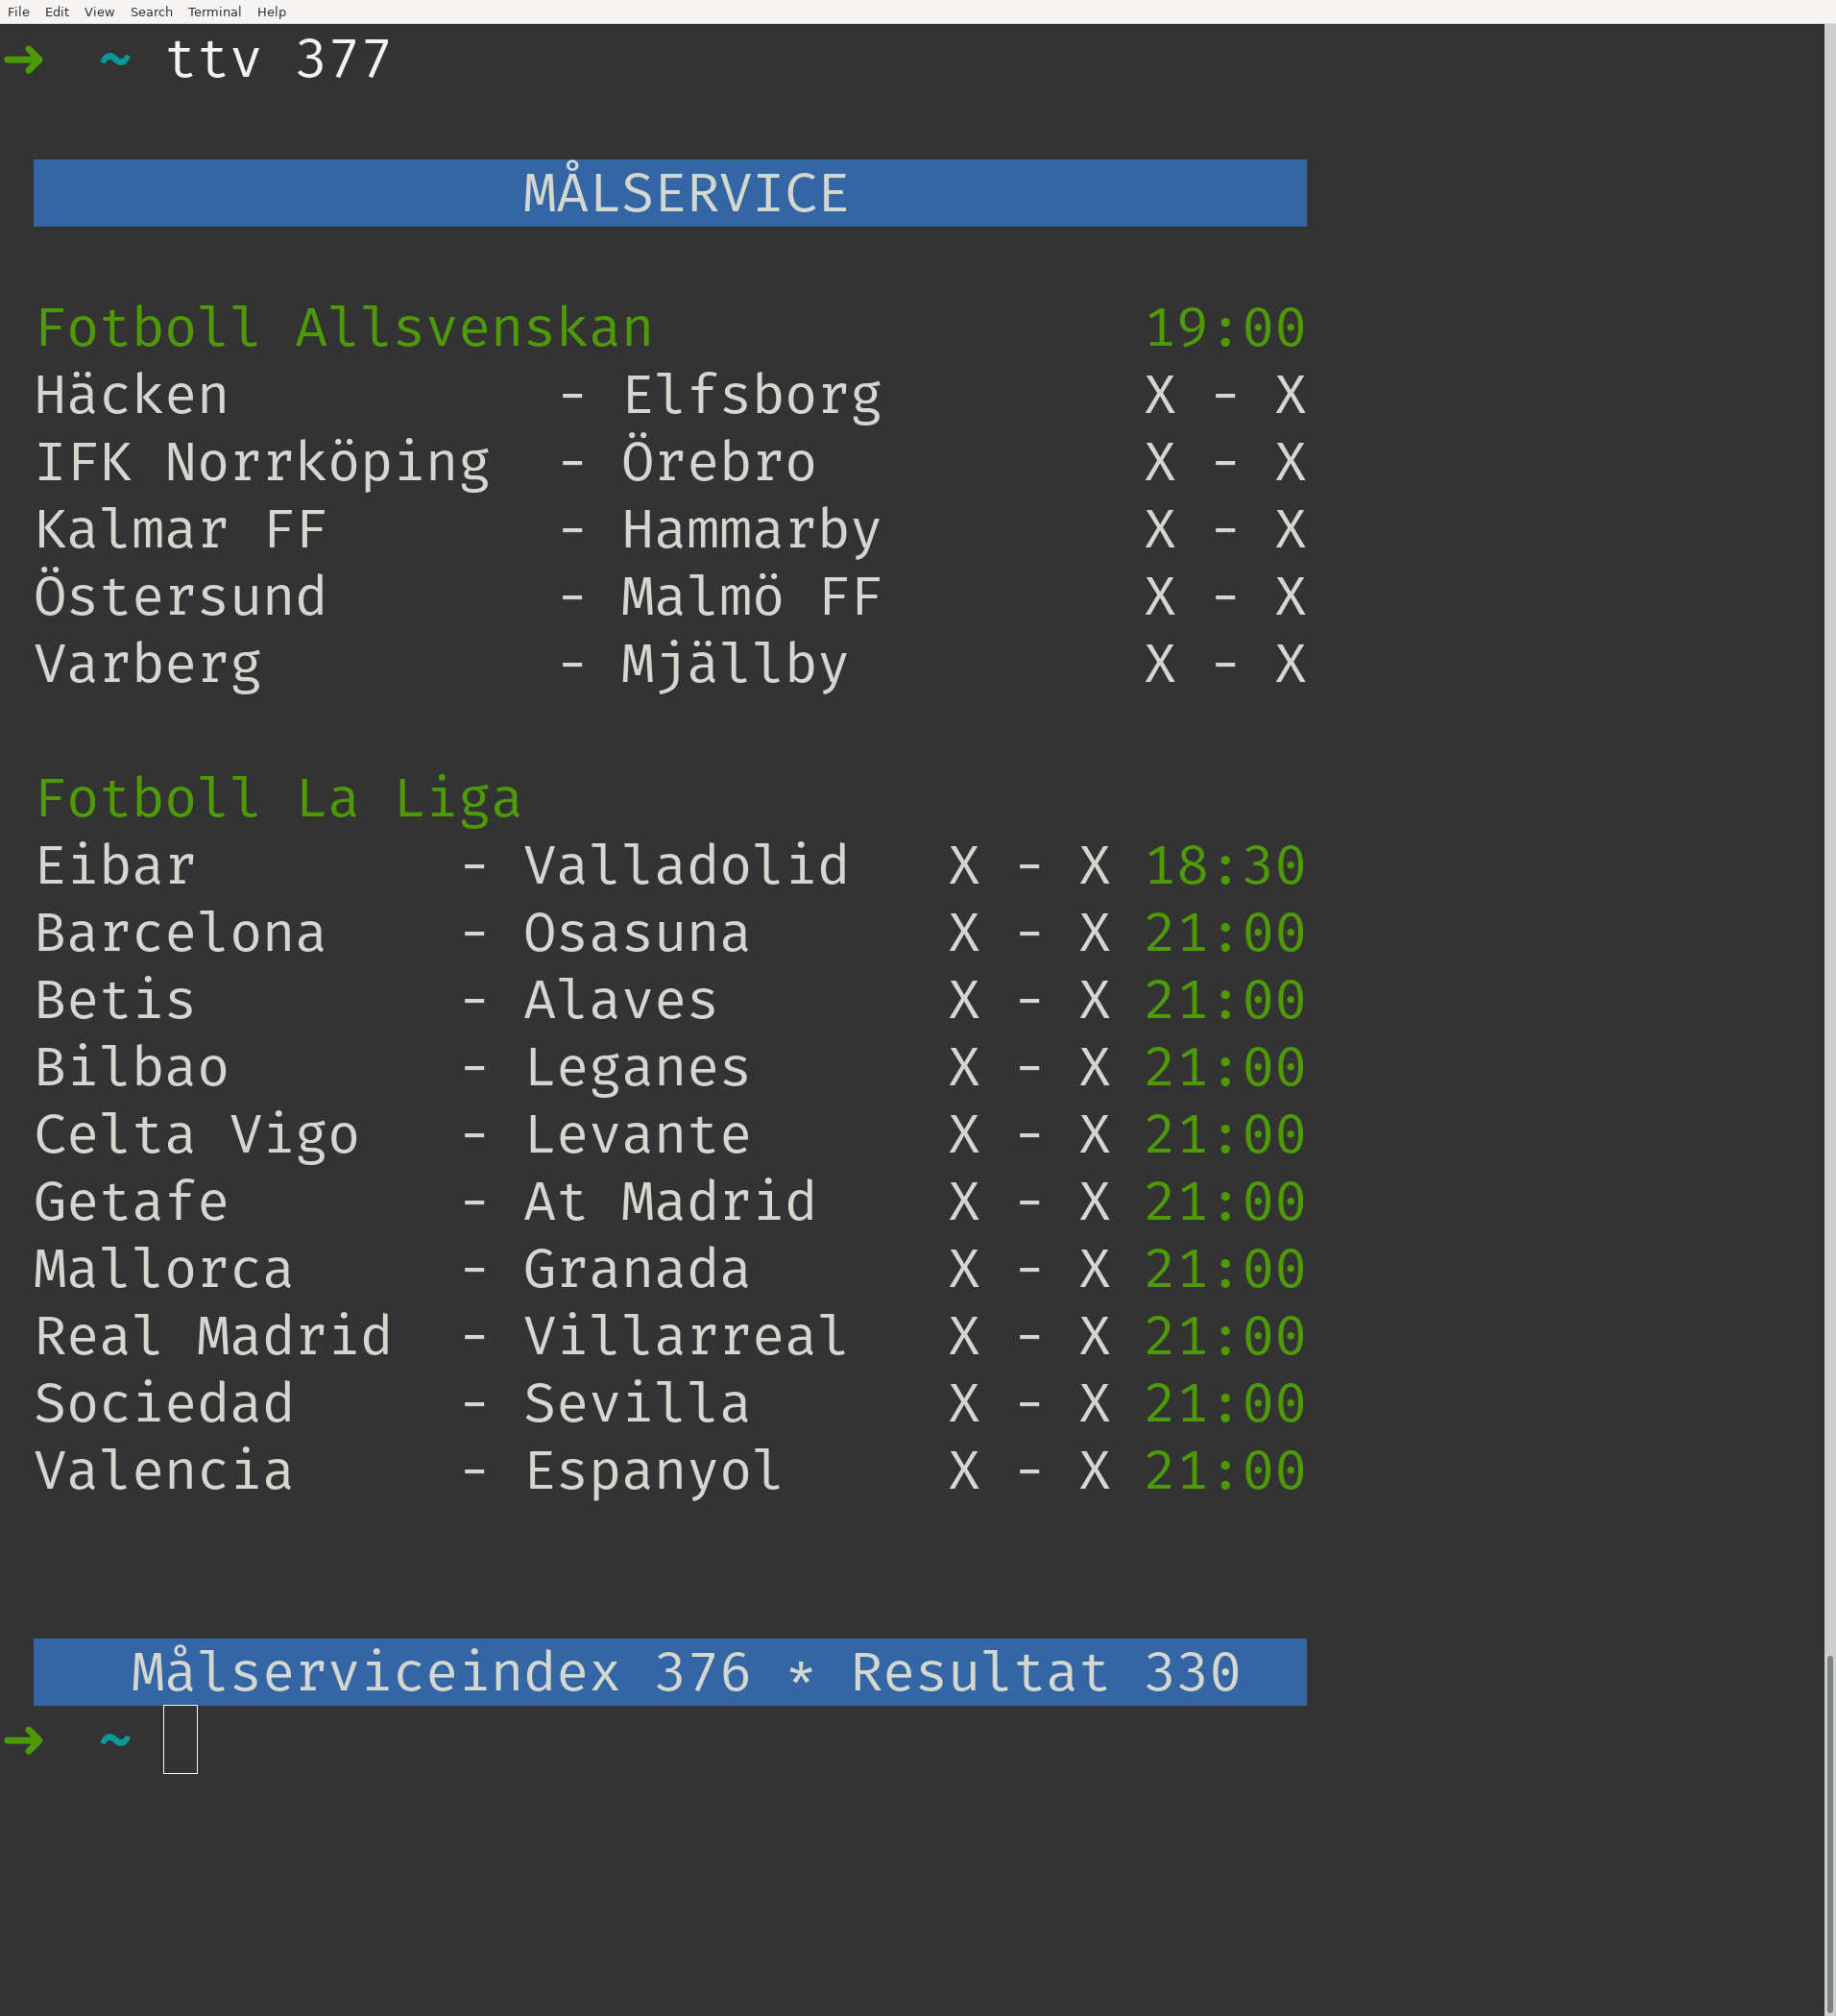 File Edit View Search Terminal Help
➜ ~ ttv 377
MÅLSERVICE
Fotboll Allsvenskan 19:00
Häcken - Elfsborg X - X
IFK Norrköping - Örebro X - X
Kalmar FF - Hammarby X - X
Östersund - Malmö FF X - X
Varberg - Mjällby X - X
Fotboll La Liga
Eibar - Valladolid X - X 18:30
Barcelona - Osasuna X - X 21:00
Betis - Alaves X - X 21:00
Bilbao - Leganes X - X 21:00
Celta Vigo - Levante X - X 21:00
Getafe - At Madrid X - X 21:00
Mallorca - Granada X - X 21:00
Real Madrid - Villarreal X - X 21:00
Sociedad - Sevilla X - X 21:00
Valencia - Espanyol X - X 21:00
Målserviceindex 376 * Resultat 330
➜ ~